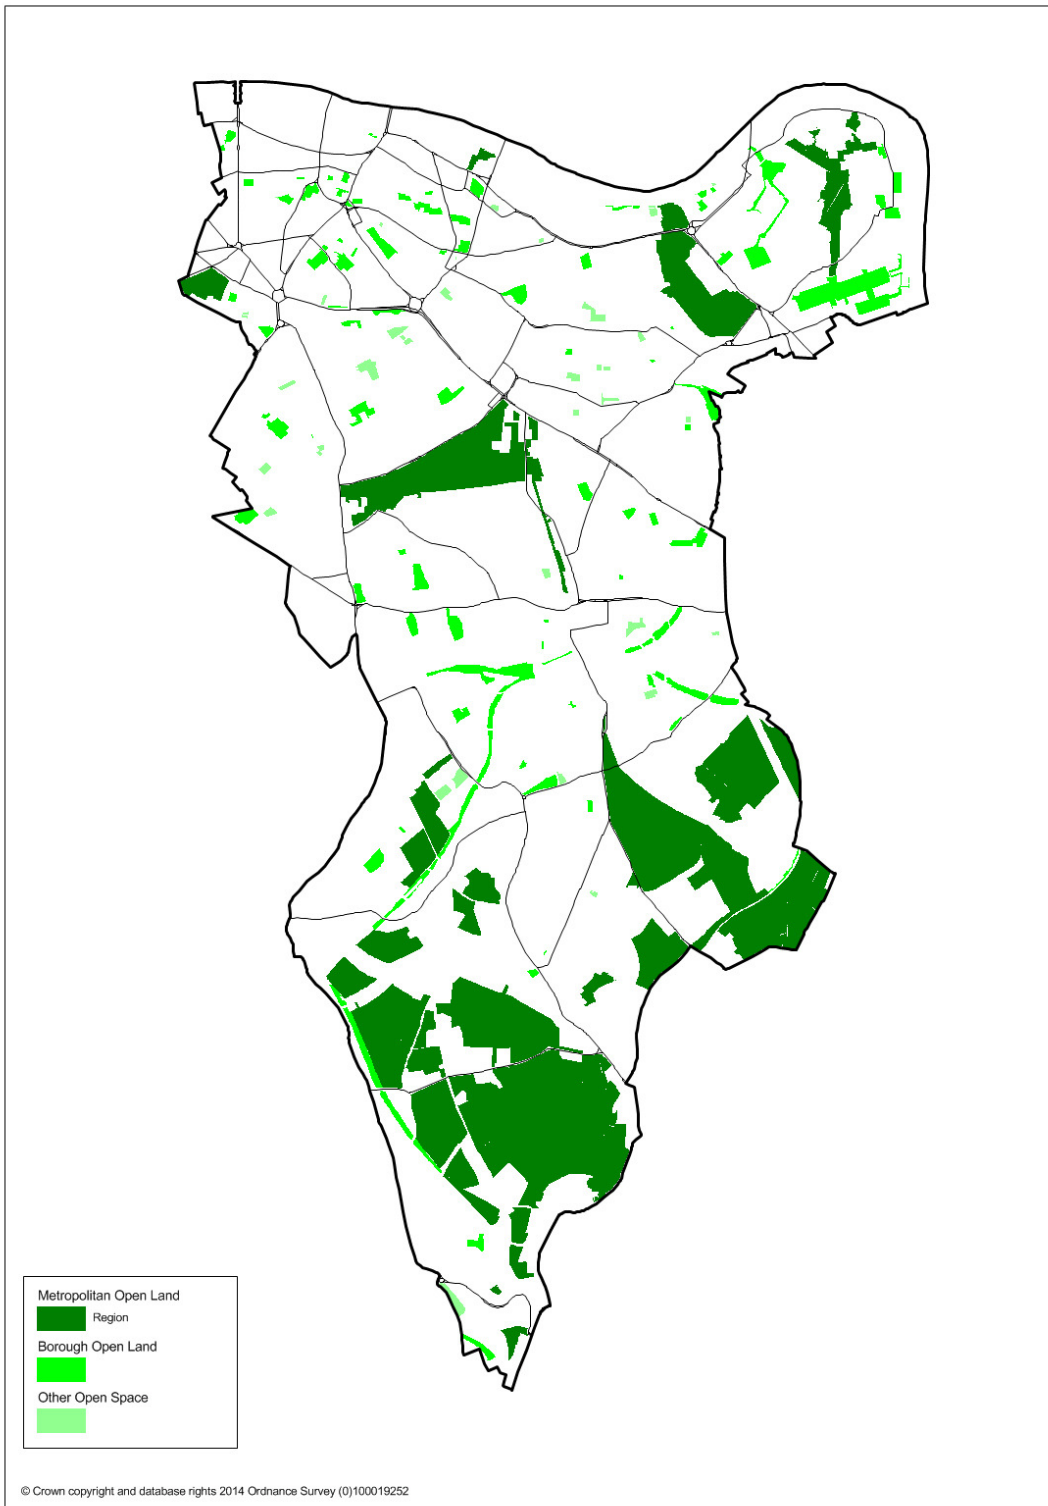 Metropolitan Open Land
Region
Borough Open Land
Other Open Space
© Crown copyright and database rights 2014 Ordnance Survey (0)100019252